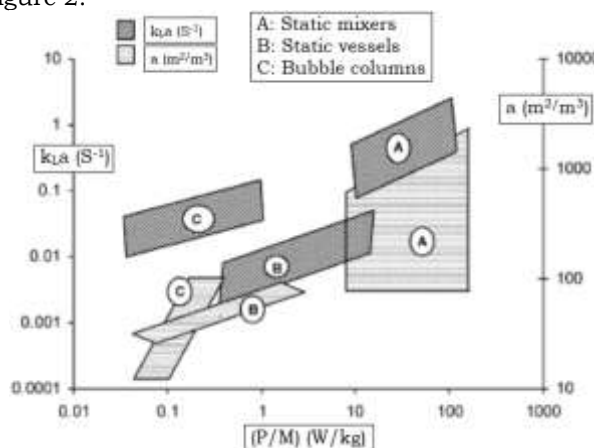 Figure 2.
kLa (S-1)
a (m2/m3)
A: Static mixers
B: Static vessels
C: Bubble columns
10
1
kLa (S-1)
0.1
0.01
0.001
0.0001
10000
a (m2/m3)
1000
100
10
A
A
B
B
C
C
0.01
0.1
1
10
100
1000
(P/M) (W/kg)